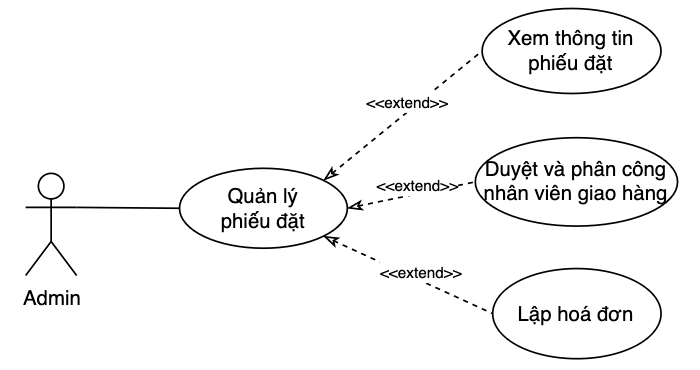 Xem thông tin
phiếu đặt
<<extend>>
Duyệt và phân công
nhân viên giao hàng
<<extend>>
Quản lý
phiếu đặt
<<extend>>
Admin
Lập hoá đơn